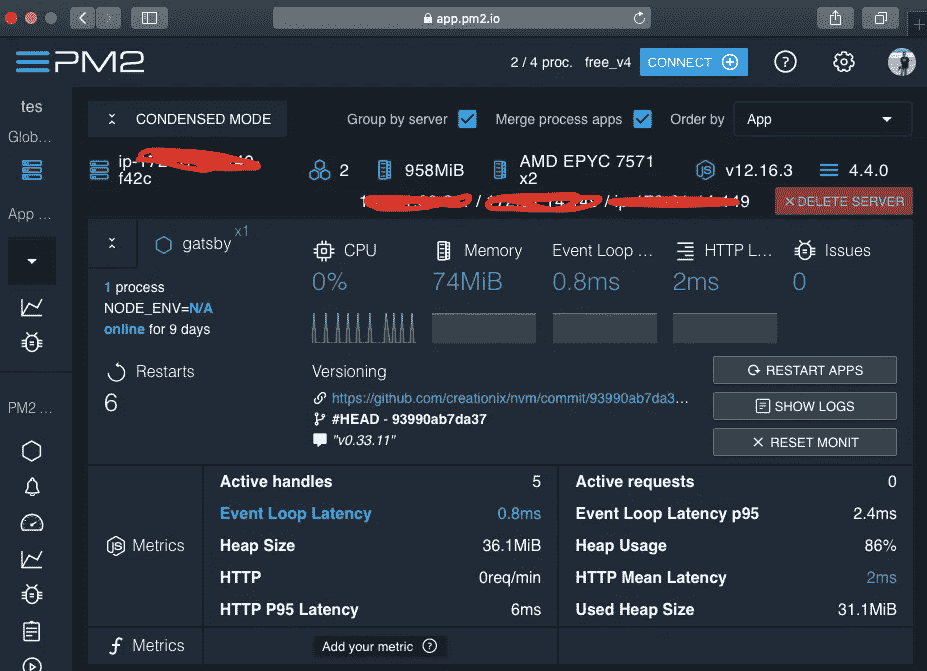 app.pm2.io
PM2
2 / 4 proc.
free_v4
CONNECT
?
tes
Glob...
App ...
PM2 ...
CONDENSED MODE
Group by server
Merge process apps
Order by
App
f42c
2
958MiB
AMD EPYC 7571
x2
v12.16.3
4.4.0
/ /
DELETE SERVER
gatsby x1
1 process
NODE_ENV=N/A
online for 9 days
Restarts
6
CPU
0%
Memory
74MiB
Event Loop ...
0.8ms
HTTP L...
2ms
Issues
0
Versioning
https://github.com/creationix/nvm/commit/93990ab7da3...
#HEAD - 93990ab7da37
"v0.33.11"
RESTART APPS
SHOW LOGS
RESET MONIT
Metrics
Active handles 5
Event Loop Latency 0.8ms
Heap Size 36.1MiB
HTTP 0req/min
HTTP P95 Latency 6ms
Active requests 0
Event Loop Latency p95 2.4ms
Heap Usage 86%
HTTP Mean Latency 2ms
Used Heap Size 31.1MiB
Metrics
Add your metric ?